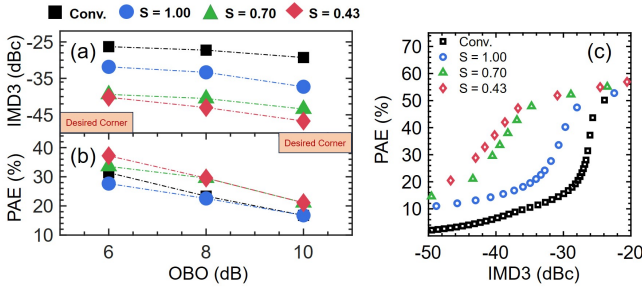 Conv. S = 1.00 S = 0.70 S = 0.43
(a)
IMD3 (dBc)
-25
-35
-45
Desired Corner
Desired Corner
(b)
PAE (%)
40
30
20
10
6 8 10
OBO (dB)
(c)
Conv.
S = 1.00
S = 0.70
S = 0.43
PAE (%)
70
60
50
40
30
20
10
-50 -40 -30 -20
IMD3 (dBc)